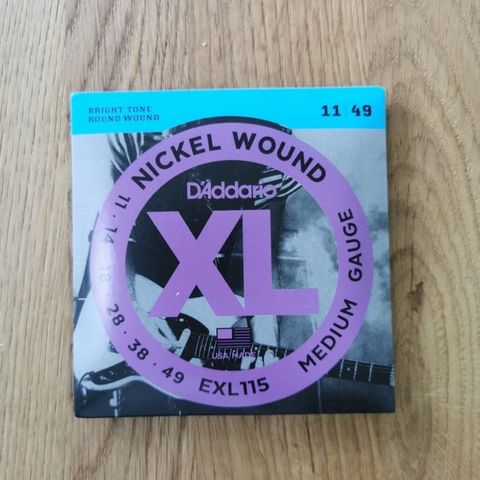 BRIGHT TONE
ROUND WOUND
11 | 49
NICKEL WOUND
D'Addario
XL
USA MADE
11 · 14 · 18 · 28 · 38 · 49
EXL115
MEDIUM GAUGE